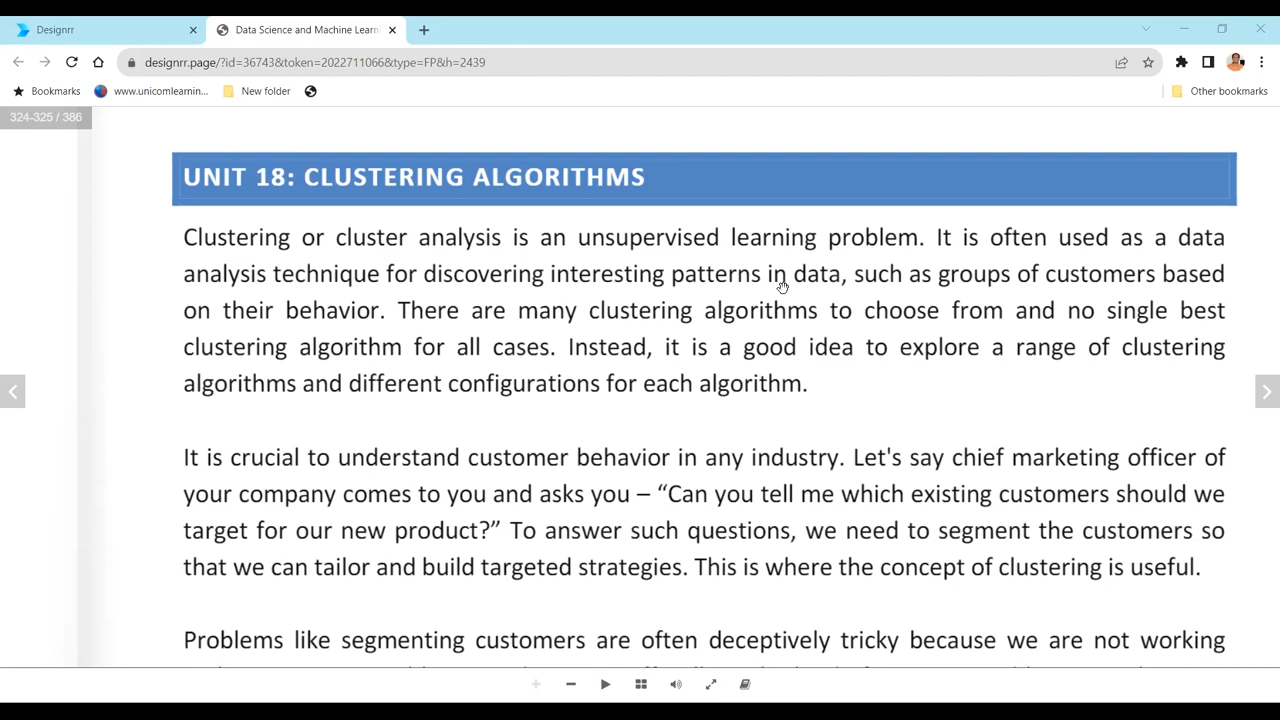 Designrr
Data Science and Machine Learni
designrr.page/?id=36743&token=2022711066&type=FP&h=2439
Bookmarks
www.unicomlearnin...
New folder
Other bookmarks
324-325 / 386
UNIT 18: CLUSTERING ALGORITHMS
Clustering or cluster analysis is an unsupervised learning problem. It is often used as a data
analysis technique for discovering interesting patterns in data, such as groups of customers based
on their behavior. There are many clustering algorithms to choose from and no single best
clustering algorithm for all cases. Instead, it is a good idea to explore a range of clustering
algorithms and different configurations for each algorithm.
It is crucial to understand customer behavior in any industry. Let's say chief marketing officer of
your company comes to you and asks you – “Can you tell me which existing customers should we
target for our new product?” To answer such questions, we need to segment the customers so
that we can tailor and build targeted strategies. This is where the concept of clustering is useful.
Problems like segmenting customers are often deceptively tricky because we are not working